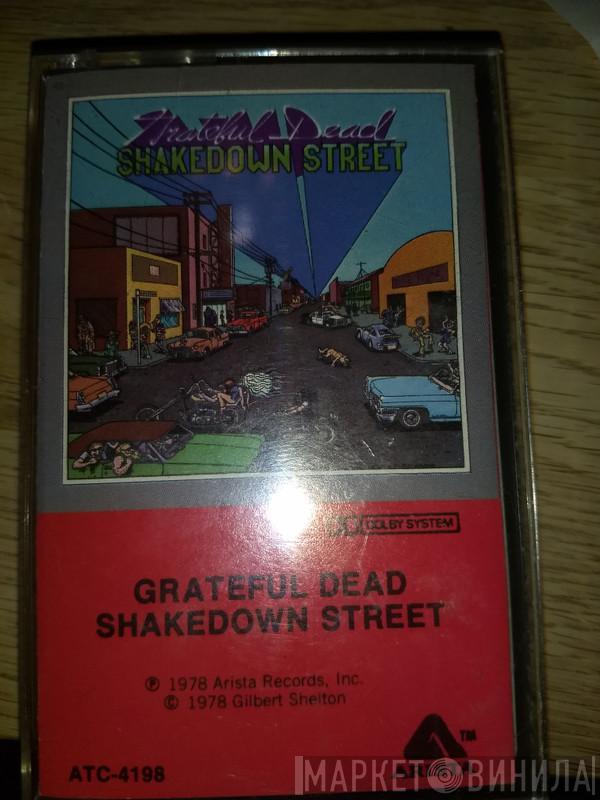 Grateful Dead
SHAKEDOWN STREET
DOLBY SYSTEM
GRATEFUL DEAD
SHAKEDOWN STREET
℗ 1978 Arista Records, Inc.
© 1978 Gilbert Shelton
TM
ATC-4198
МАРКЕТ ВИНИЛА